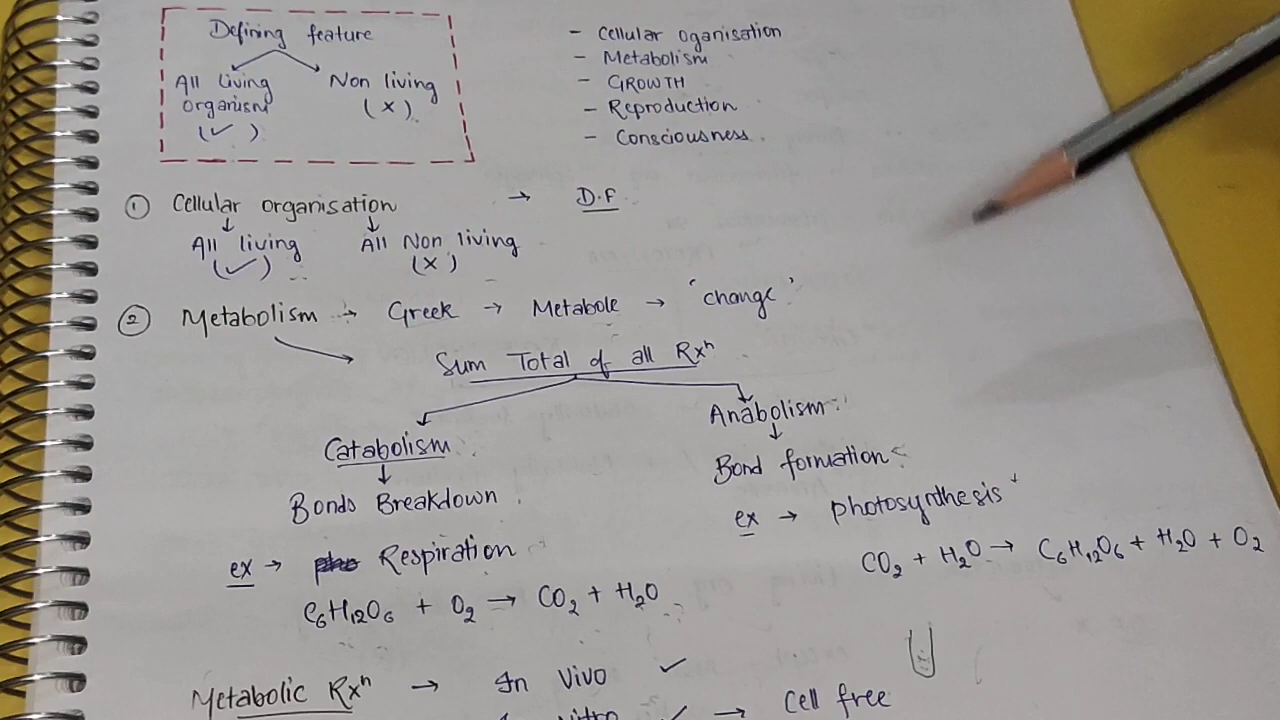 Defining feature
All Living organism (✓)
Non living (x)
- Cellular Oganisation
- Metabolism
- GROWTH
- Reproduction
- Consciousness.
① Cellular organisation → D.F
↓ ↓
All living (✓)
All Non living (x)
② Metabolism → Greek → Metabole → 'change'
Sum Total of all Rxⁿ
Catabolism
↓
Bonds Breakdown
ex → Respiration
C₆H₁₂O₆ + O₂ → CO₂ + H₂O
Anabolism
↓
Bond formation
ex → photosynthesis
CO₂ + H₂O → C₆H₁₂O₆ + H₂O + O₂
Metabolic Rxⁿ → In Vivo ✓
✓ → Cell free